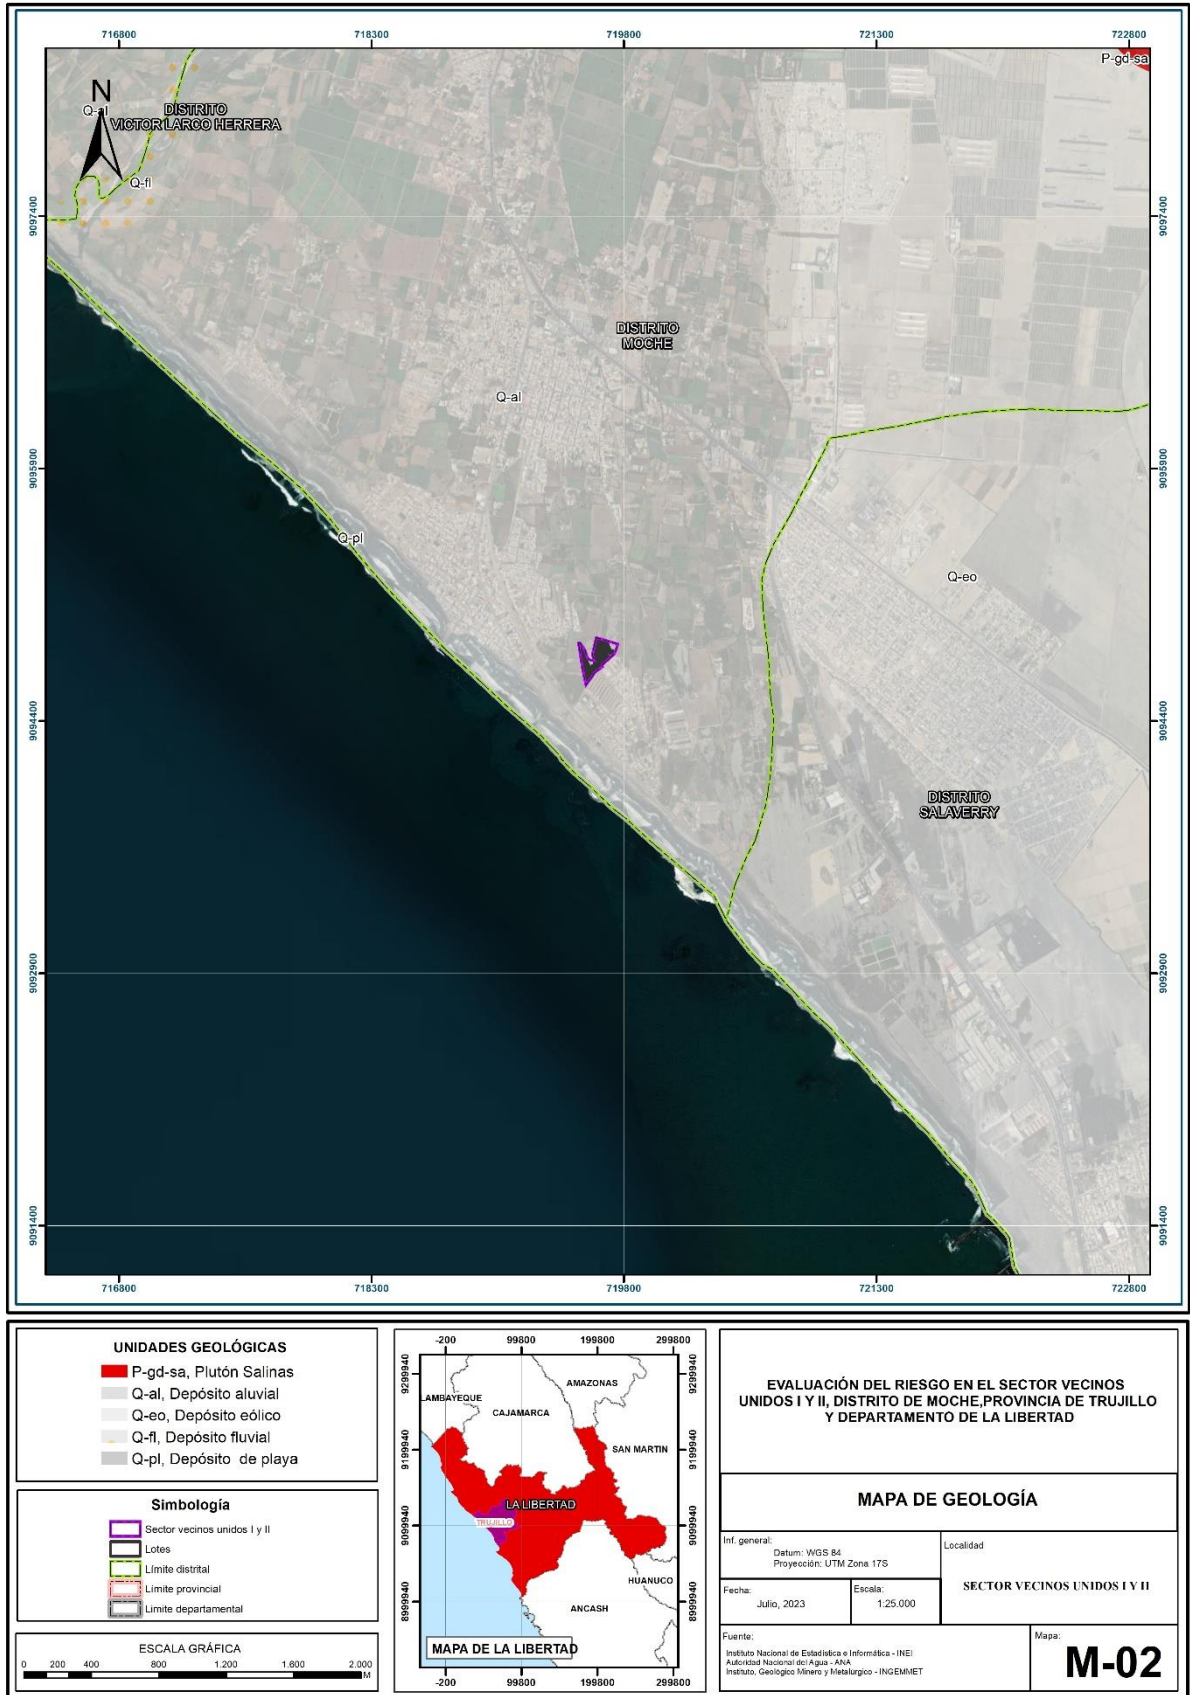 716800 718300 719800 721300 722800
P-gd-sa
N
Q-al
DISTRITO
VICTOR LARCO HERRERA
Q-fl
9097400 9097400
DISTRITO
MOCHE
Q-al
9095900 9095900
Q-pl
Q-eo
9094400 9094400
DISTRITO
SALAVERRY
9092900 9092900
9091400 9091400
716800 718300 719800 721300 722800
UNIDADES GEOLÓGICAS
P-gd-sa, Plutón Salinas
Q-al, Depósito aluvial
Q-eo, Depósito eólico
Q-fl, Depósito fluvial
Q-pl, Depósito de playa
Simbología
Sector vecinos unidos I y II
Lotes
Límite distrital
Limite provincial
Limite departamental
ESCALA GRÁFICA
0 200 400 800 1.200 1.600 2.000
M
-200 99800 199800 299800
9299940 9299940
AMAZONAS
LAMBAYEQUE
CAJAMARCA
SAN MARTIN
9199940 9199940
LA LIBERTAD
TRUJILLO
9099940 9099940
HUANUCO
ANCASH
8999940 8999940
MAPA DE LA LIBERTAD
-200 99800 199800 299800
EVALUACIÓN DEL RIESGO EN EL SECTOR VECINOS
UNIDOS I Y II, DISTRITO DE MOCHE,PROVINCIA DE TRUJILLO
Y DEPARTAMENTO DE LA LIBERTAD
MAPA DE GEOLOGÍA
Inf. general:
Datum: WGS 84
Proyección: UTM Zona 17S
Localidad
SECTOR VECINOS UNIDOS I Y II
Fecha:
Julio, 2023
Escala:
1:25.000
Fuente:
Instituto Nacional de Estadística e Informática - INEI
Autoridad Nacional del Agua - ANA
Instituto, Geológico Minero y Metalurgico - INGEMMET
Mapa:
M-02